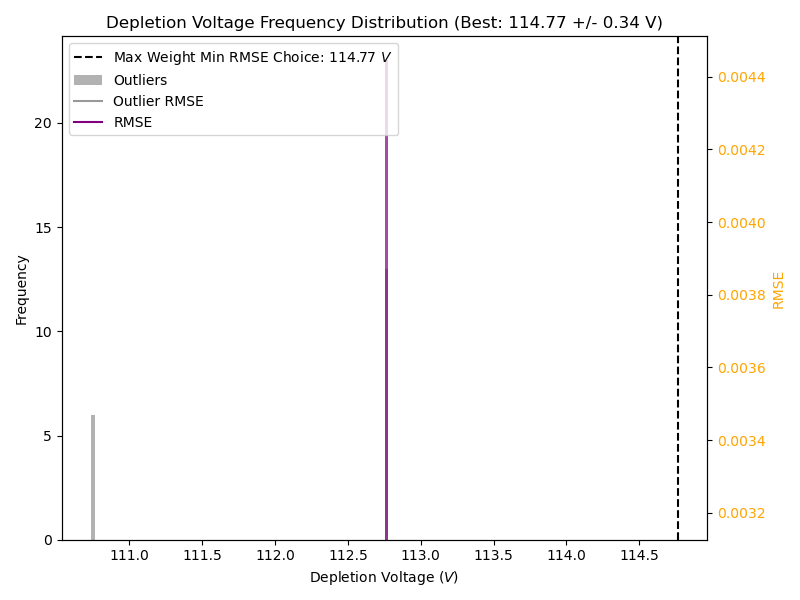 Depletion Voltage Frequency Distribution (Best: 114.77 +/- 0.34 V)
Max Weight Min RMSE Choice: 114.77 V
Outliers
Outlier RMSE
RMSE
Frequency
20
15
10
5
0
0.0044
0.0042
0.0040
0.0038
0.0036
0.0034
0.0032
RMSE
111.0 111.5 112.0 112.5 113.0 113.5 114.0 114.5
Depletion Voltage (V)